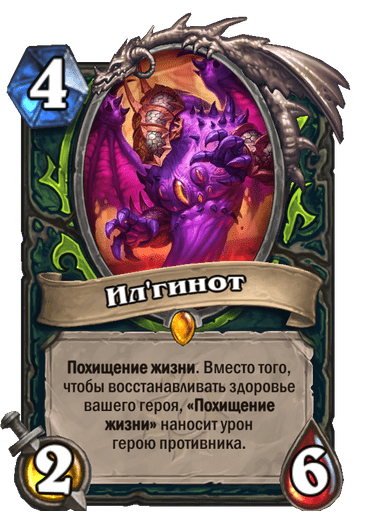 4
Ил'гинот
Похищение жизни. Вместо того,
чтобы восстанавливать здоровье
вашего героя, «Похищение
жизни» наносит урон
герою противника.
2
6